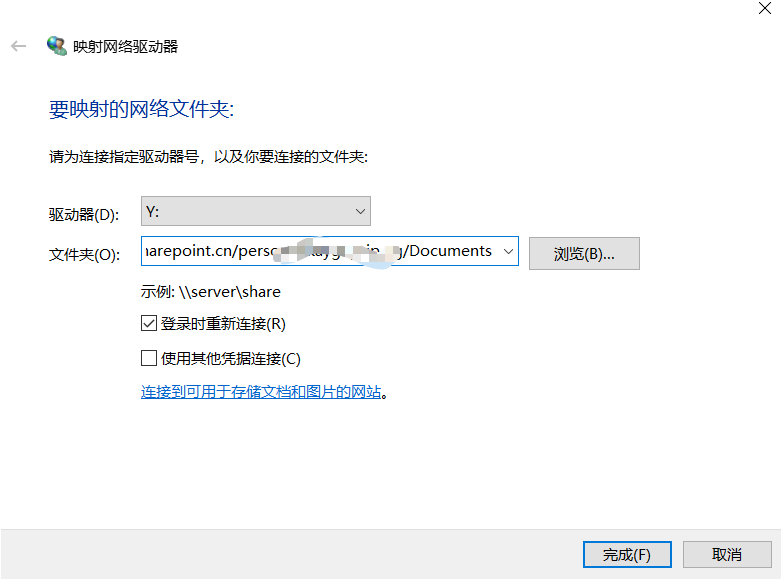 映射网络驱动器
要映射的网络文件夹:
请为连接指定驱动器号，以及你要连接的文件夹:
驱动器(D): Y:
文件夹(O): arepoint.cn/perso /Documents 浏览(B)...
示例: \\server\share
登录时重新连接(R)
使用其他凭据连接(C)
连接到可用于存储文档和图片的网站。
完成(F) 取消